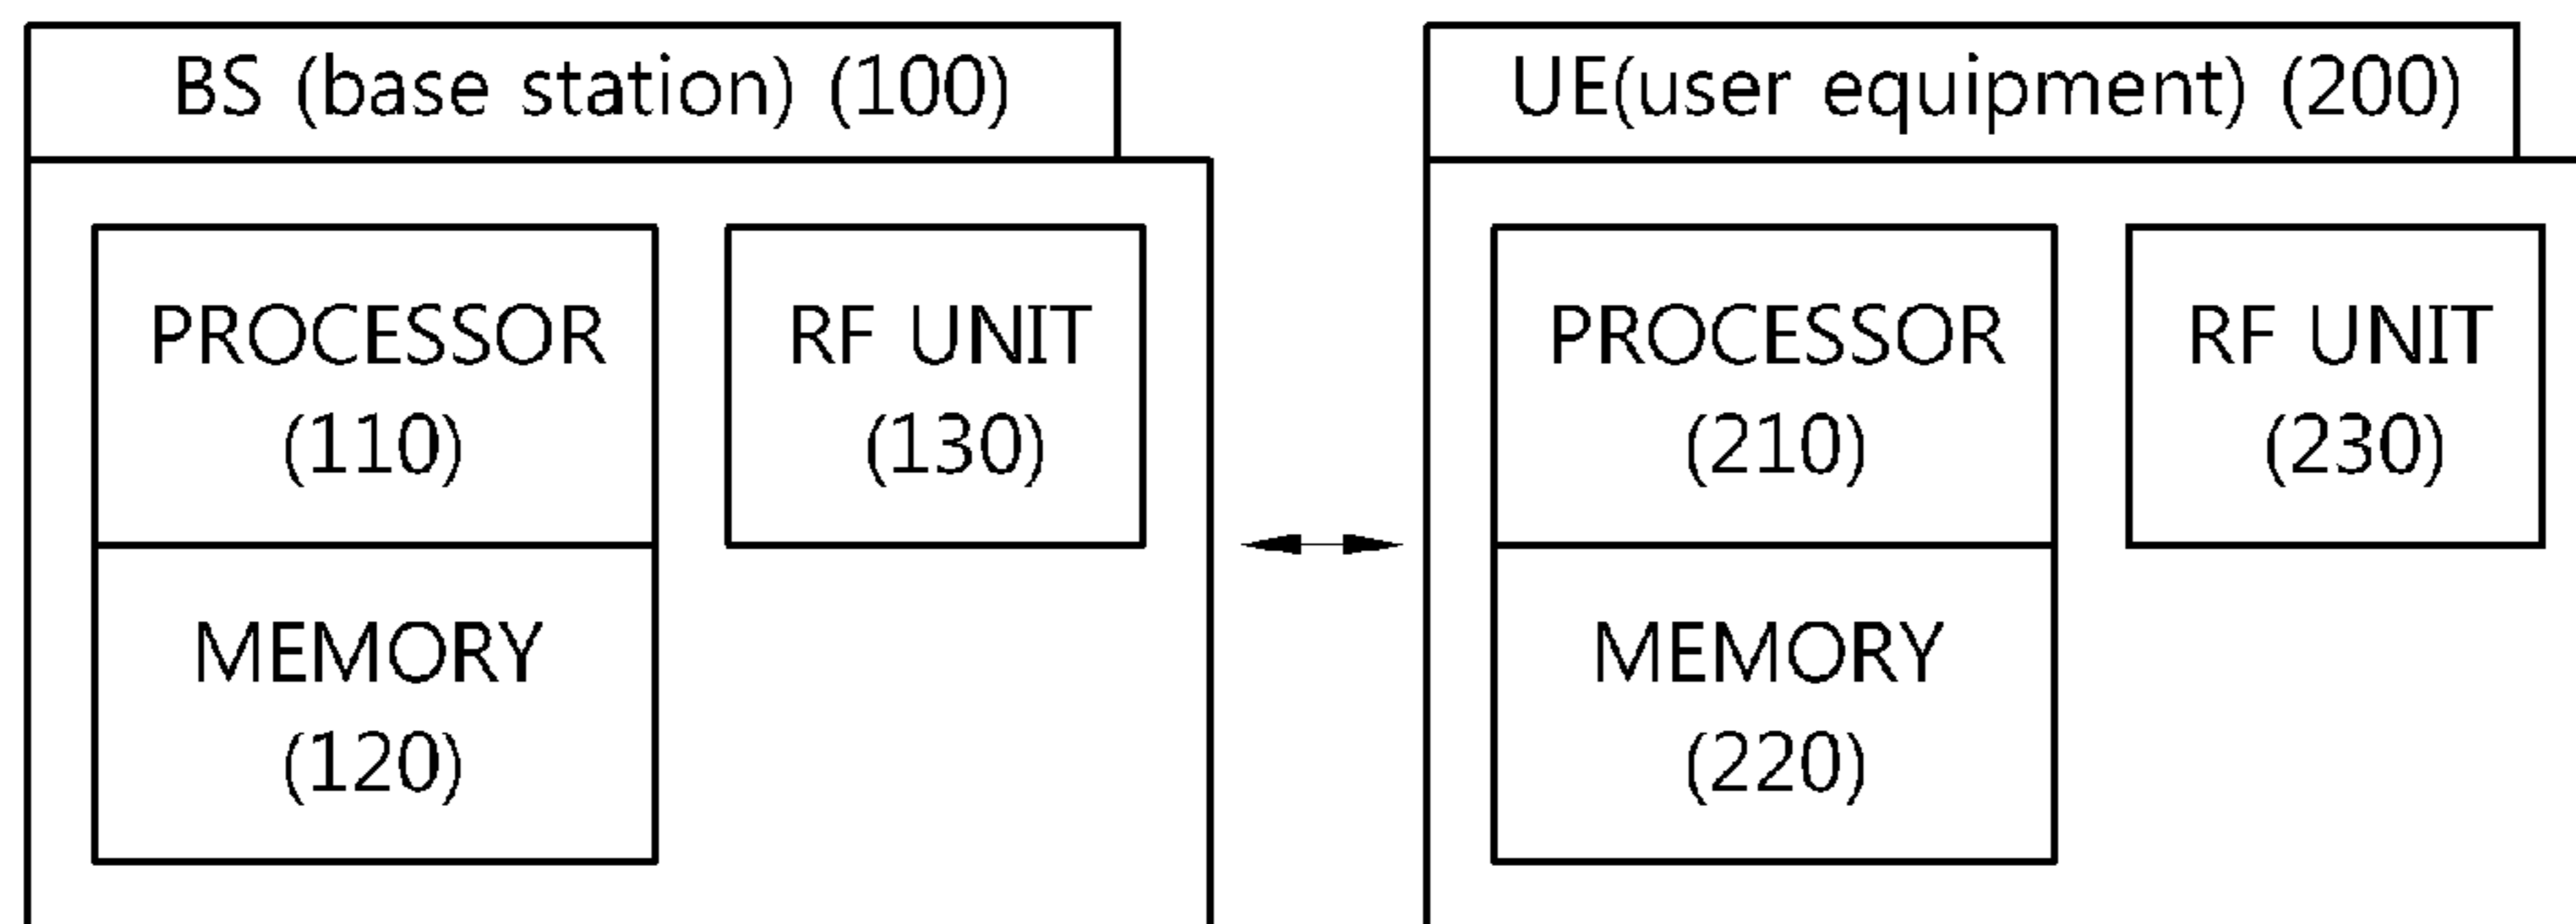 BS (base station) (100)
PROCESSOR
(110)
RF UNIT
(130)
MEMORY
(120)
UE(user equipment) (200)
PROCESSOR
(210)
RF UNIT
(230)
MEMORY
(220)